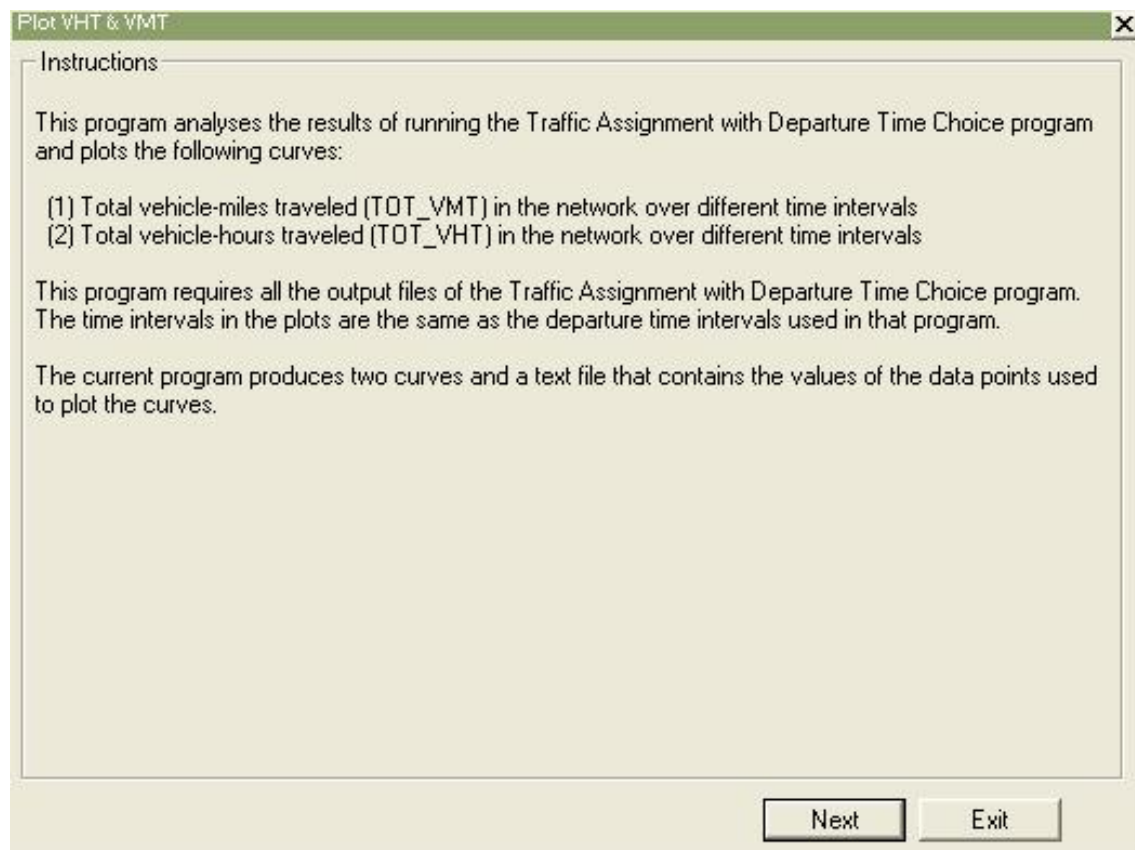 Plot VHT & VMT
Instructions
This program analyses the results of running the Traffic Assignment with Departure Time Choice program
and plots the following curves:
(1) Total vehicle-miles traveled (TOT_VMT) in the network over different time intervals
(2) Total vehicle-hours traveled (TOT_VHT) in the network over different time intervals
This program requires all the output files of the Traffic Assignment with Departure Time Choice program.
The time intervals in the plots are the same as the departure time intervals used in that program.
The current program produces two curves and a text file that contains the values of the data points used
to plot the curves.
Next
Exit